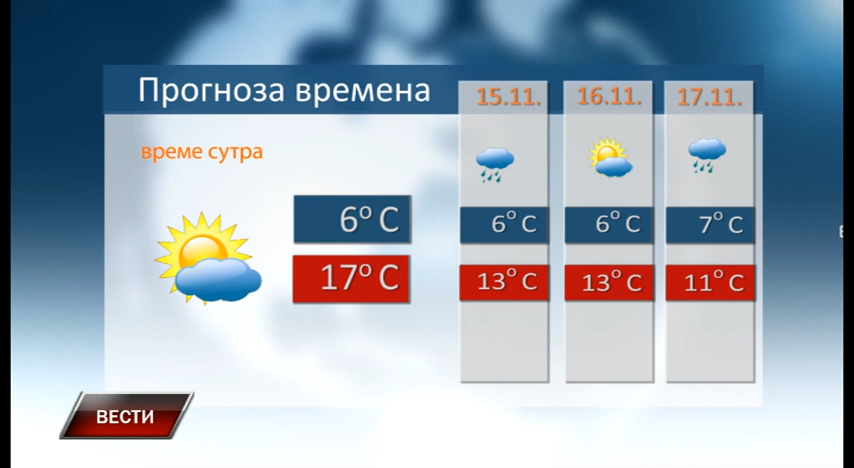 Прогноза времена
време сутра
6° C
17° C
15.11.
6° C
13° C
16.11.
6° C
13° C
17.11.
7° C
11° C
ВЕСТИ